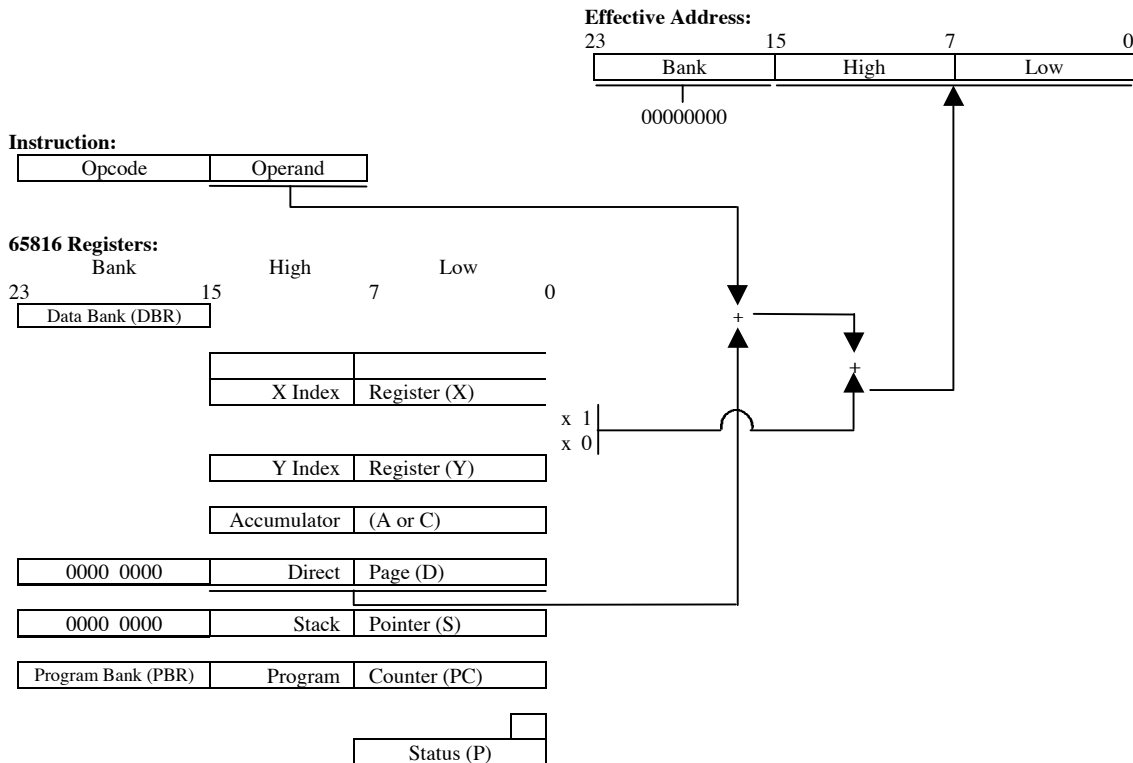 Effective Address:
23 15 7 0
Bank High Low
00000000
Instruction:
Opcode Operand
65816 Registers:
Bank High Low
23 15 7 0
Data Bank (DBR)
+
+
X Index Register (X)
x 1
x 0
Y Index Register (Y)
Accumulator (A or C)
0000 0000 Direct Page (D)
0000 0000 Stack Pointer (S)
Program Bank (PBR) Program Counter (PC)
Status (P)